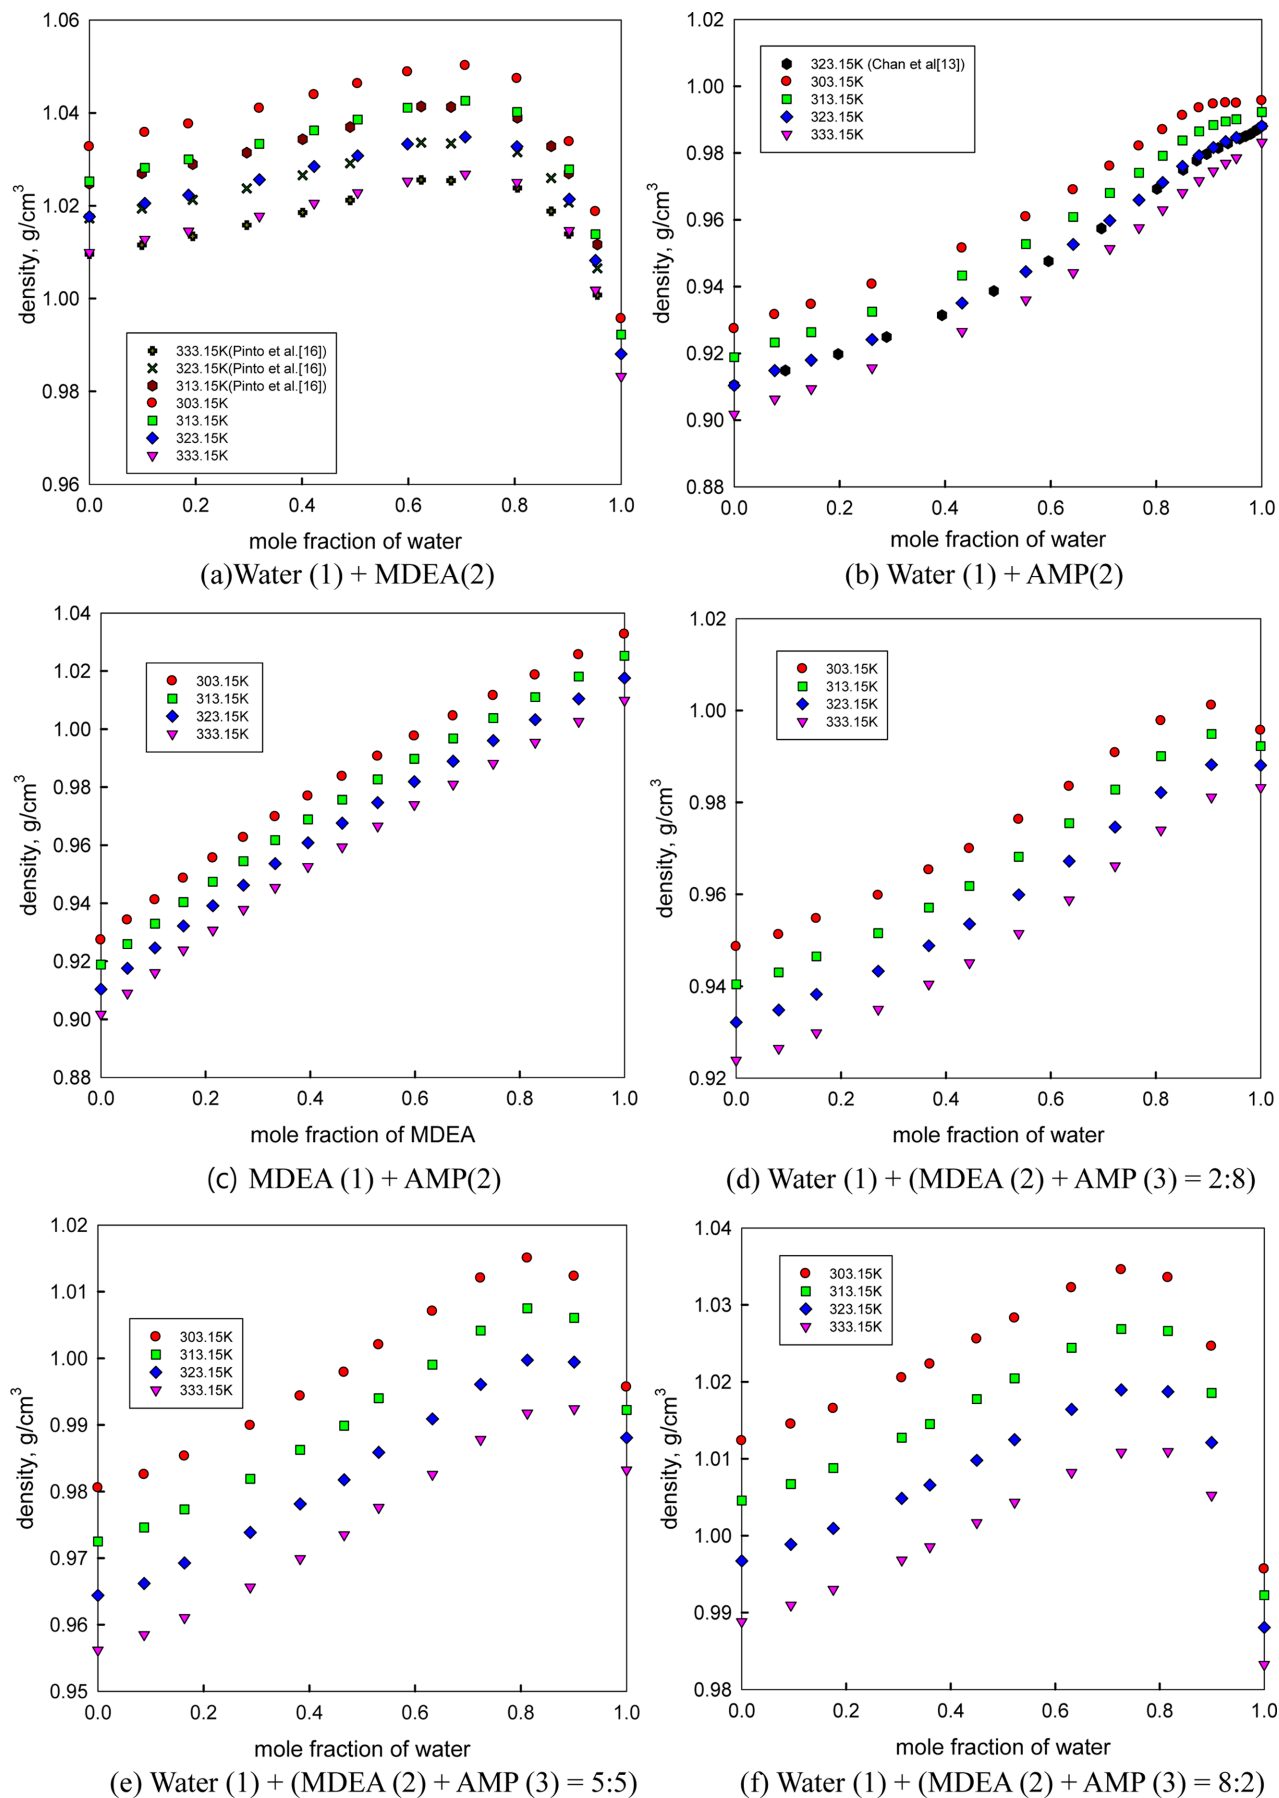 1.06
1.04
1.02
1.00
0.98
0.96
density, g/cm³
333.15K(Pinto et al.[16])
323.15K(Pinto et al.[16])
313.15K(Pinto et al.[16])
303.15K
313.15K
323.15K
333.15K
0.0 0.2 0.4 0.6 0.8 1.0
mole fraction of water
(a)Water (1) + MDEA(2)
1.02
1.00
0.98
0.96
0.94
0.92
0.90
0.88
density, g/cm³
323.15K (Chan et al[13])
303.15K
313.15K
323.15K
333.15K
0.0 0.2 0.4 0.6 0.8 1.0
mole fraction of water
(b) Water (1) + AMP(2)
1.04
1.02
1.00
0.98
0.96
0.94
0.92
0.90
0.88
density, g/cm³
303.15K
313.15K
323.15K
333.15K
0.0 0.2 0.4 0.6 0.8 1.0
mole fraction of MDEA
(c) MDEA (1) + AMP(2)
1.02
1.00
0.98
0.96
0.94
0.92
density, g/cm³
303.15K
313.15K
323.15K
333.15K
0.0 0.2 0.4 0.6 0.8 1.0
mole fraction of water
(d) Water (1) + (MDEA (2) + AMP (3) = 2:8)
1.02
1.01
1.00
0.99
0.98
0.97
0.96
0.95
density, g/cm³
303.15K
313.15K
323.15K
333.15K
0.0 0.2 0.4 0.6 0.8 1.0
mole fraction of water
(e) Water (1) + (MDEA (2) + AMP (3) = 5:5)
1.04
1.03
1.02
1.01
1.00
0.99
0.98
density, g/cm³
303.15K
313.15K
323.15K
333.15K
0.0 0.2 0.4 0.6 0.8 1.0
mole fraction of water
(f) Water (1) + (MDEA (2) + AMP (3) = 8:2)